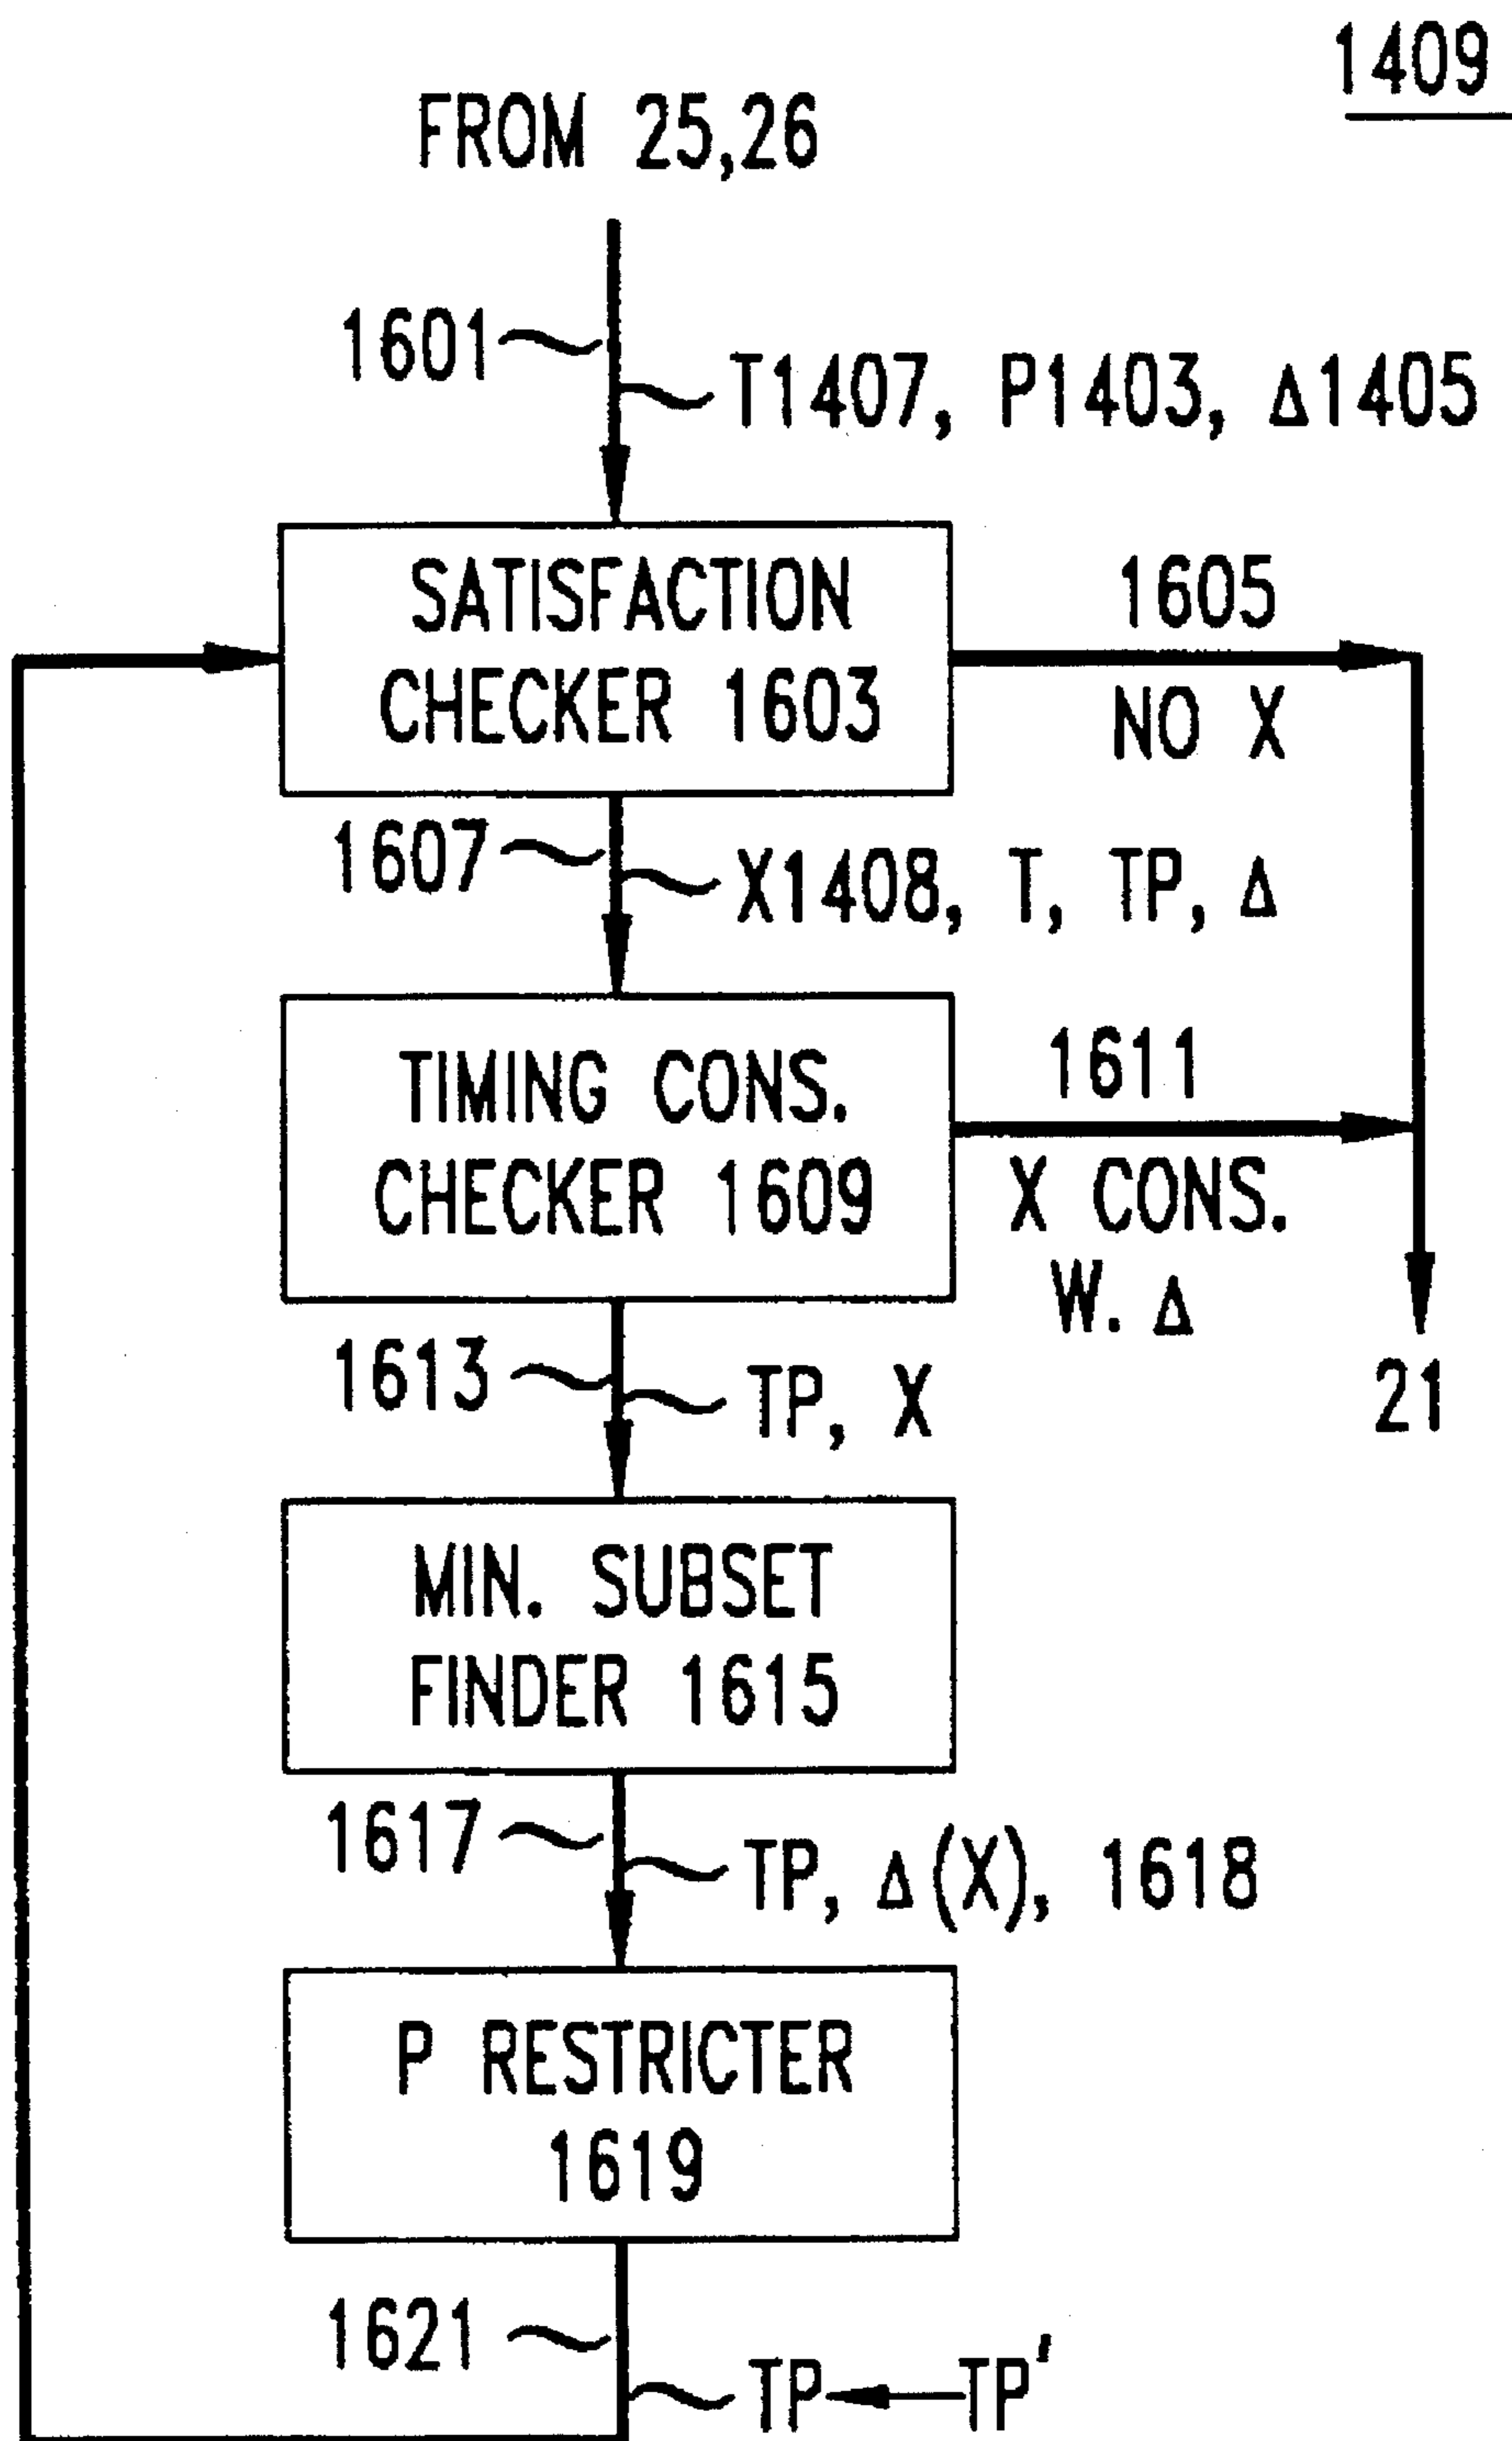 1409
FROM 25,26
1601
T1407, P1403, Δ1405
SATISFACTION
CHECKER 1603
1605
NO X
1607
X1408, T, TP, Δ
TIMING CONS.
CHECKER 1609
1611
X CONS.
W. Δ
1613
TP, X
21
MIN. SUBSET
FINDER 1615
1617
TP, Δ(X), 1618
P RESTRICTER
1619
1621
TP TP'